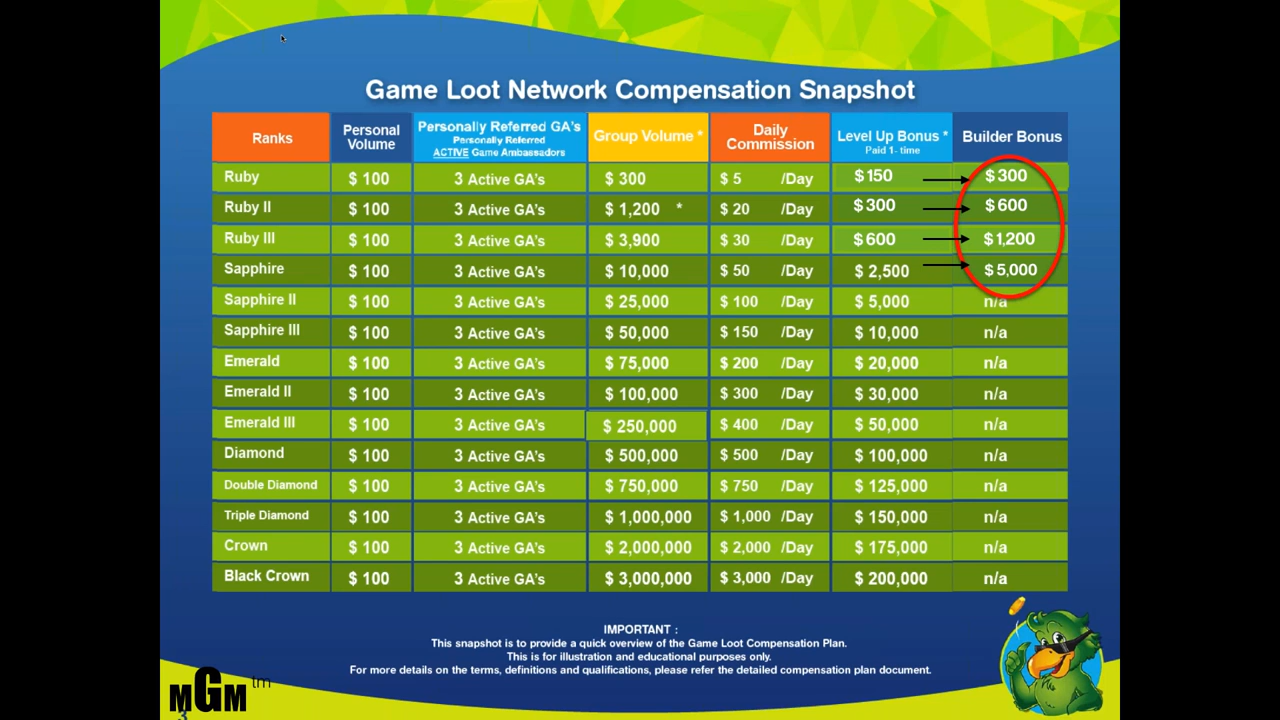 Game Loot Network Compensation Snapshot
Ranks Personal Volume Personally Referred GA's Personally Referred ACTIVE Game Ambassadors Group Volume * Daily Commission Level Up Bonus * Paid 1- time Builder Bonus
Ruby $ 100 3 Active GA's $ 300 $ 5 /Day $ 150 $ 300
Ruby II $ 100 3 Active GA's $ 1,200 * $ 20 /Day $ 300 $ 600
Ruby III $ 100 3 Active GA's $ 3,900 $ 30 /Day $ 600 $ 1,200
Sapphire $ 100 3 Active GA's $ 10,000 $ 50 /Day $ 2,500 $ 5,000
Sapphire II $ 100 3 Active GA's $ 25,000 $ 100 /Day $ 5,000 n/a
Sapphire III $ 100 3 Active GA's $ 50,000 $ 150 /Day $ 10,000 n/a
Emerald $ 100 3 Active GA's $ 75,000 $ 200 /Day $ 20,000 n/a
Emerald II $ 100 3 Active GA's $ 100,000 $ 300 /Day $ 30,000 n/a
Emerald III $ 100 3 Active GA's $ 250,000 $ 400 /Day $ 50,000 n/a
Diamond $ 100 3 Active GA's $ 500,000 $ 500 /Day $ 100,000 n/a
Double Diamond $ 100 3 Active GA's $ 750,000 $ 750 /Day $ 125,000 n/a
Triple Diamond $ 100 3 Active GA's $ 1,000,000 $ 1,000 /Day $ 150,000 n/a
Crown $ 100 3 Active GA's $ 2,000,000 $ 2,000 /Day $ 175,000 n/a
Black Crown $ 100 3 Active GA's $ 3,000,000 $ 3,000 /Day $ 200,000 n/a
IMPORTANT :
This snapshot is to provide a quick overview of the Game Loot Compensation Plan.
This is for illustration and educational purposes only.
For more details on the terms, definitions and qualifications, please refer the detailed compensation plan document.
MGM tm
3